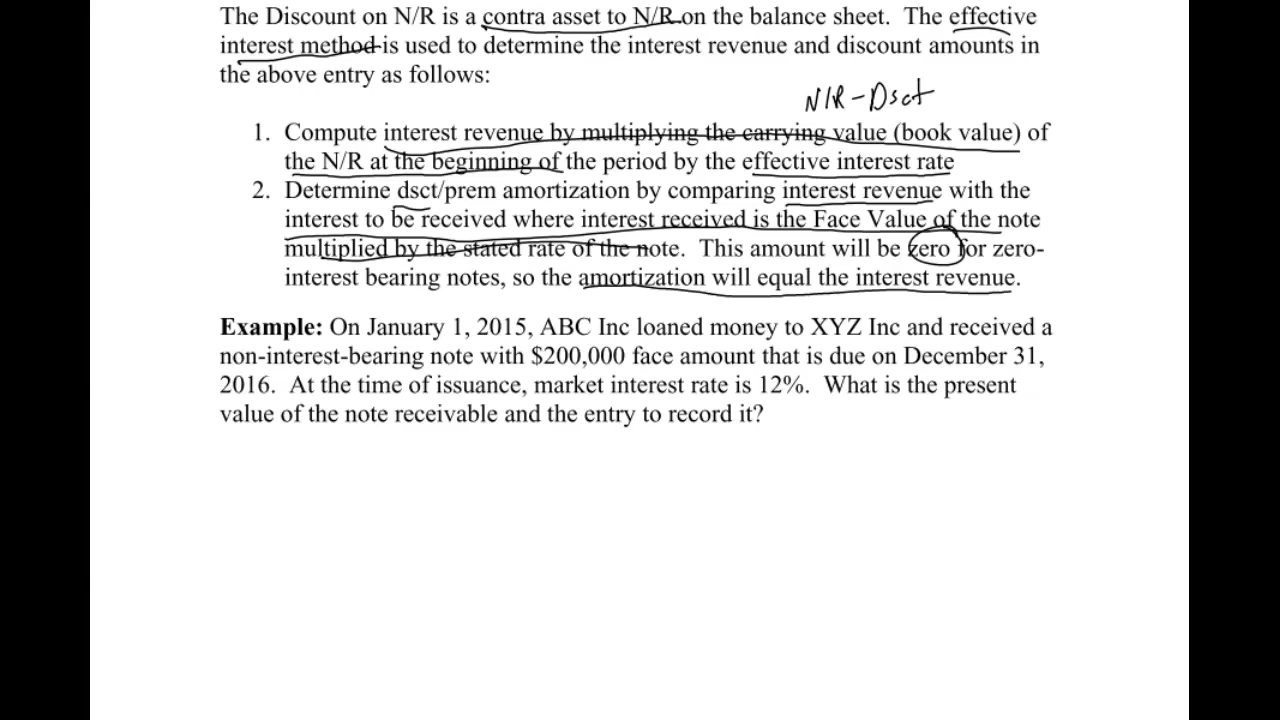 The Discount on N/R is a contra asset to N/R on the balance sheet. The effective
interest method is used to determine the interest revenue and discount amounts in
the above entry as follows:
N/R - Dsct
1. Compute interest revenue by multiplying the carrying value (book value) of
the N/R at the beginning of the period by the effective interest rate
2. Determine dsct/prem amortization by comparing interest revenue with the
interest to be received where interest received is the Face Value of the note
multiplied by the stated rate of the note. This amount will be zero for zero-
interest bearing notes, so the amortization will equal the interest revenue.
Example: On January 1, 2015, ABC Inc loaned money to XYZ Inc and received a
non-interest-bearing note with $200,000 face amount that is due on December 31,
2016. At the time of issuance, market interest rate is 12%. What is the present
value of the note receivable and the entry to record it?